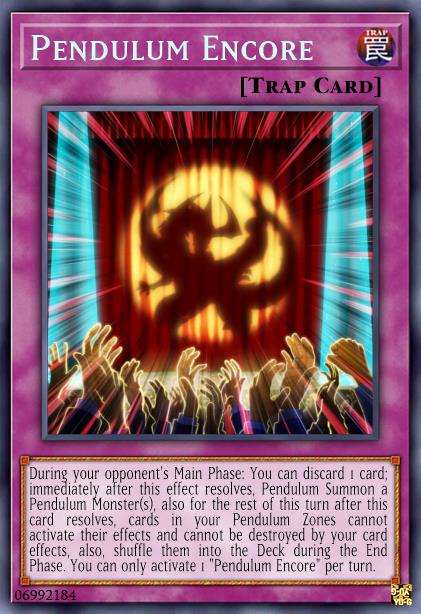 PENDULUM ENCORE
TRAP
罠
[TRAP CARD]
During your opponent's Main Phase: You can discard 1 card;
immediately after this effect resolves, Pendulum Summon a
Pendulum Monster(s), also for the rest of this turn after this
card resolves, cards in your Pendulum Zones cannot
activate their effects and cannot be destroyed by your card
effects, also, shuffle them into the Deck during the End
Phase. You can only activate 1 "Pendulum Encore" per turn.
06992184